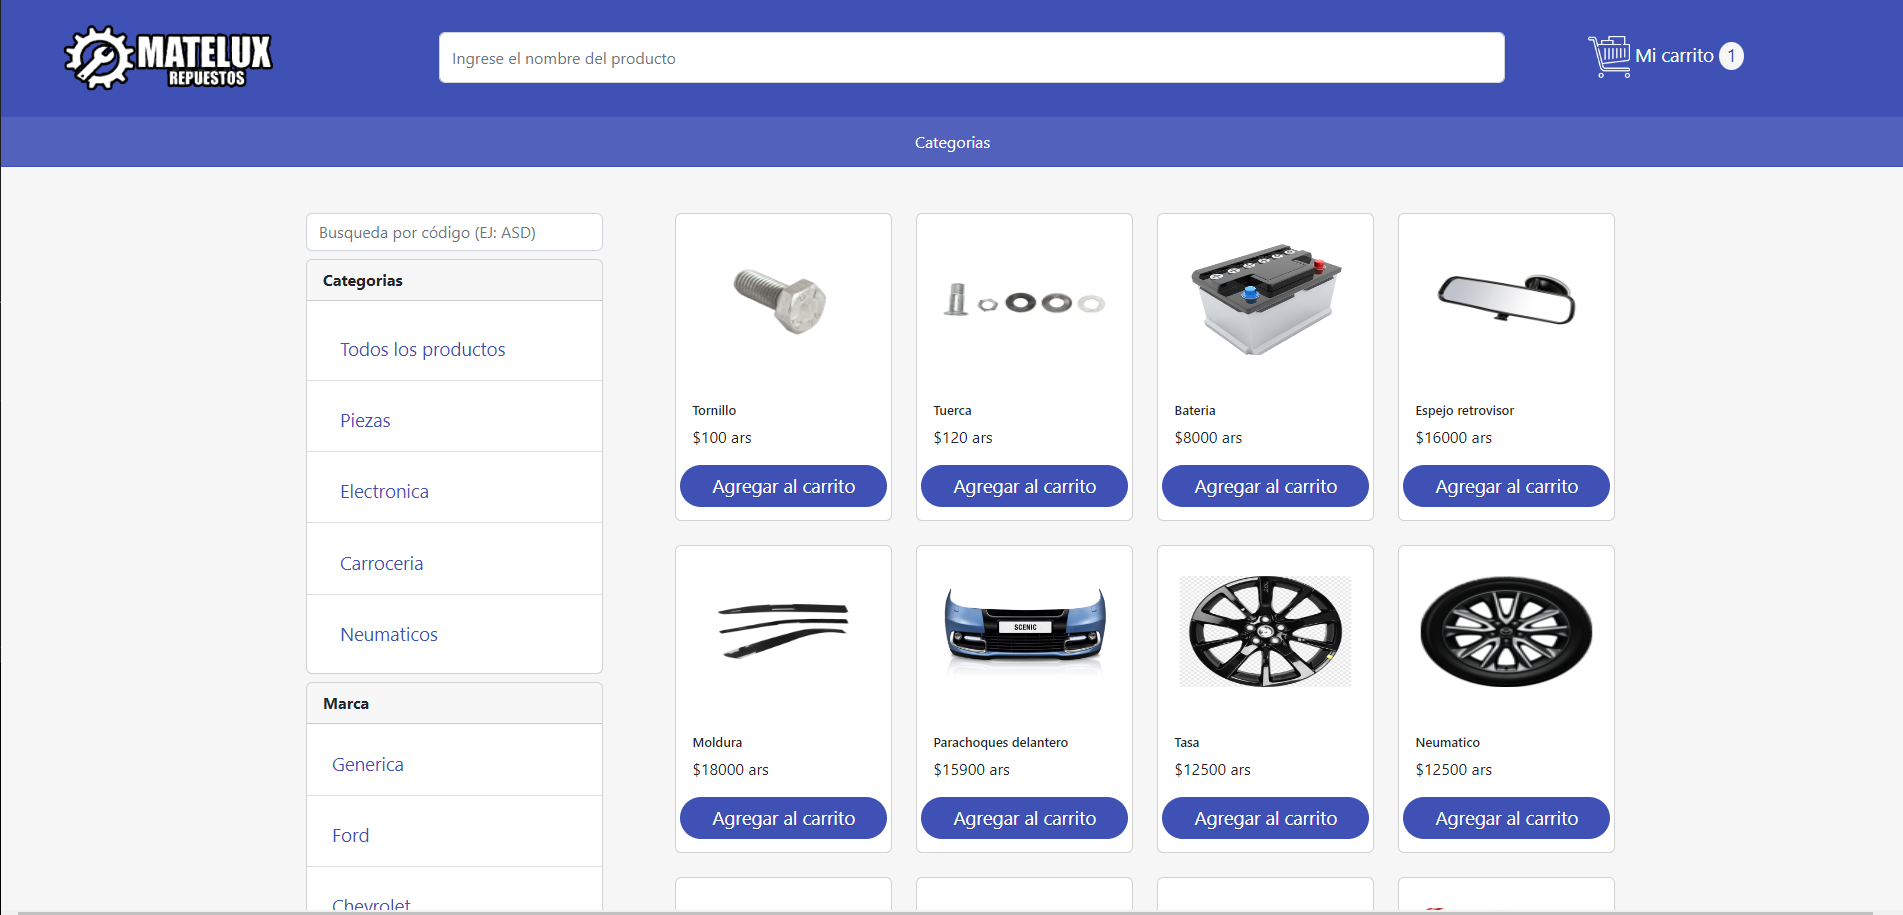 MATELUX
REPUESTOS
Ingrese el nombre del producto
Mi carrito 1
Categorias
Busqueda por código (EJ: ASD)
Categorias
Todos los productos
Piezas
Electronica
Carroceria
Neumaticos
Marca
Generica
Ford
Chevrolet
Tornillo
$100 ars
Agregar al carrito
Tuerca
$120 ars
Agregar al carrito
Bateria
$8000 ars
Agregar al carrito
Espejo retrovisor
$16000 ars
Agregar al carrito
Moldura
$18000 ars
Agregar al carrito
SCENIC
Parachoques delantero
$15900 ars
Agregar al carrito
Tasa
$12500 ars
Agregar al carrito
Neumatico
$12500 ars
Agregar al carrito